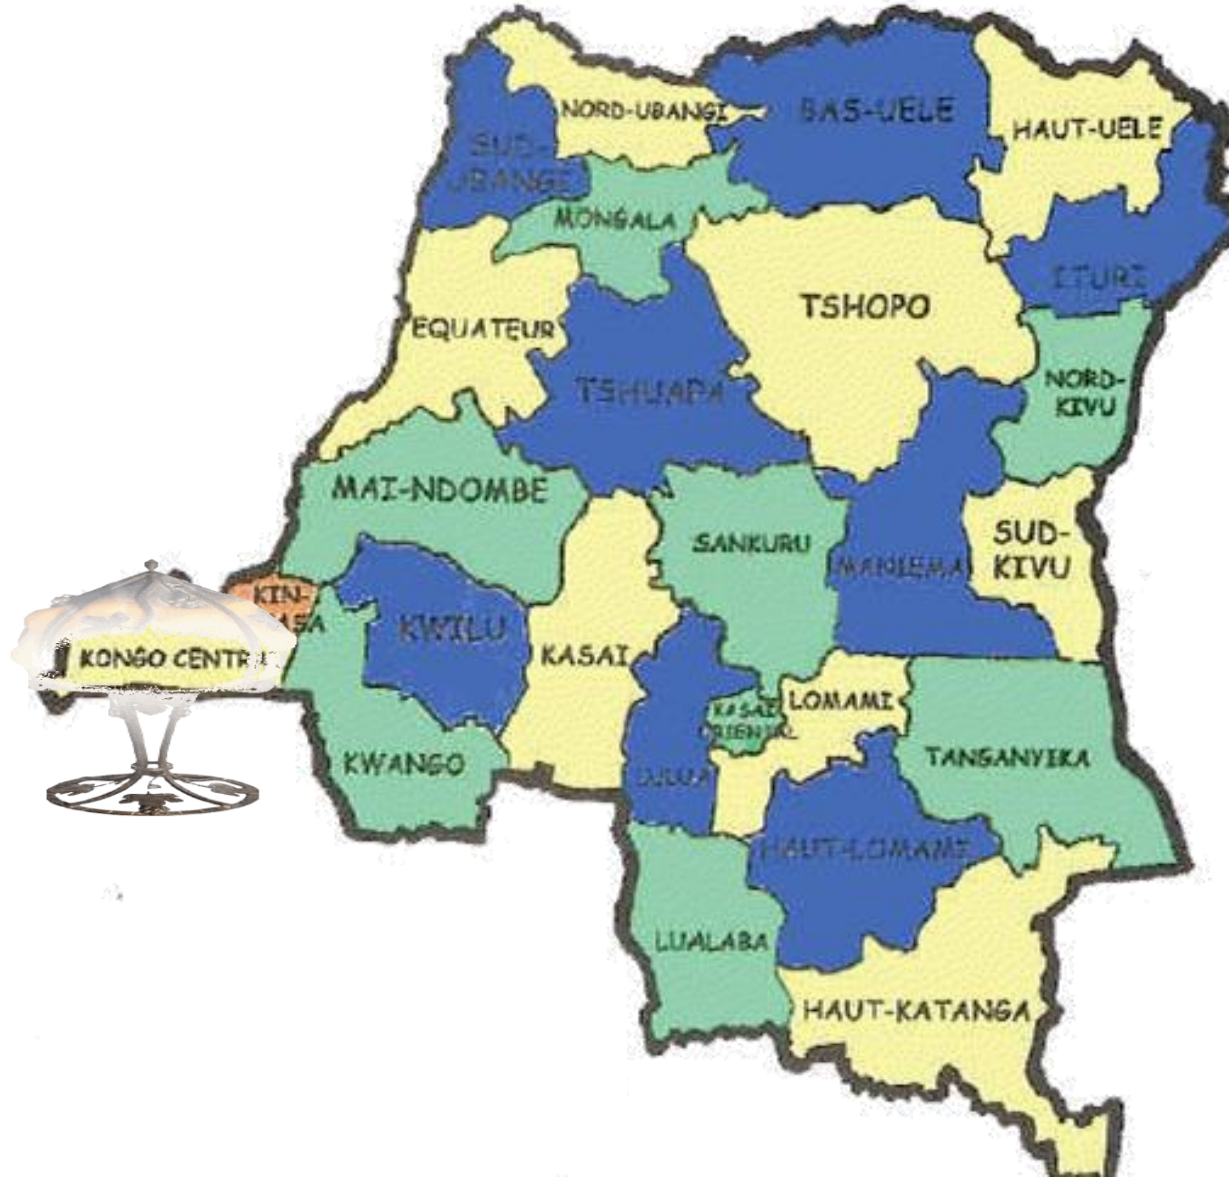 NORD-UBANGI
BAS-UELE
HAUT-UELE
SUD-
UBANGI
MONGALA
ITURI
TSHOPO
EQUATEUR
TSHUAPA
NORD-
KIVU
MAI-NDOMBE
SANKURU
SUD-
KIVU
MANIEMA
KIN-
KWILU
KONGO CENTR
KASAI
KASAI
ORIENTAL
LOMAMI
KWANGO
TANGANYIKA
LULUA
HAUT-LOMAMI
LUALABA
HAUT-KATANGA